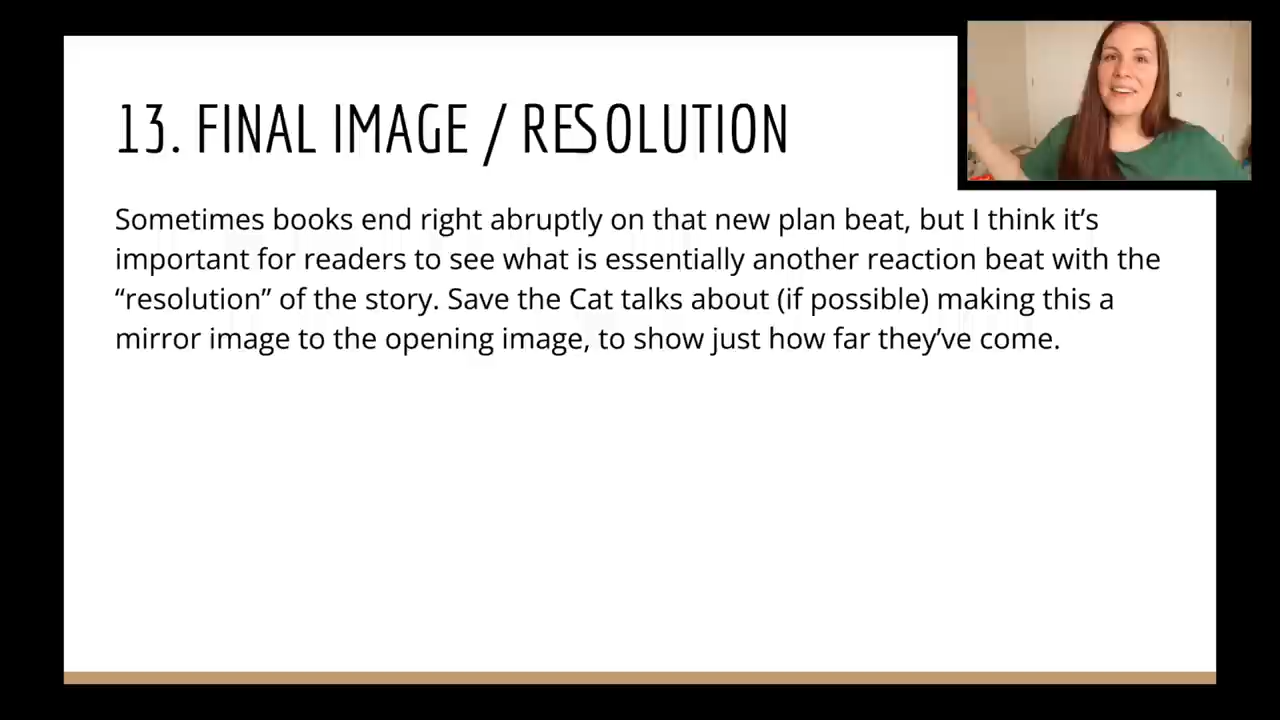 13. FINAL IMAGE / RESOLUTION
Sometimes books end right abruptly on that new plan beat, but I think it’s
important for readers to see what is essentially another reaction beat with the
“resolution” of the story. Save the Cat talks about (if possible) making this a
mirror image to the opening image, to show just how far they’ve come.